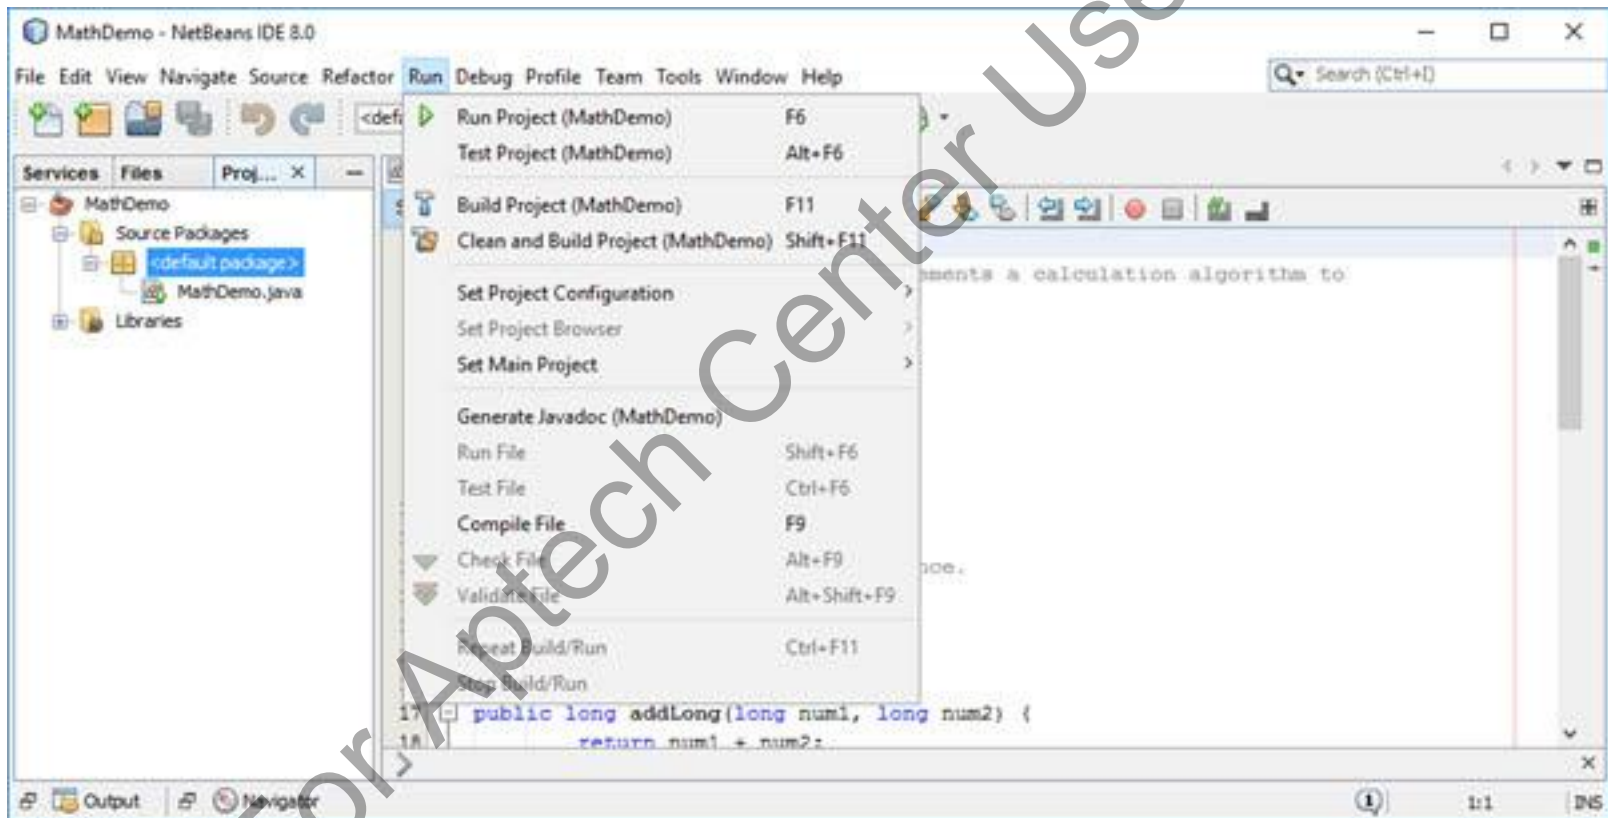 MathDemo - NetBeans IDE 8.0
File Edit View Navigate Source Refactor Run Debug Profile Team Tools Window Help
Search (Ctrl+I)
<defa
Run Project (MathDemo) F6
Test Project (MathDemo) Alt+F6
Services Files Proj... ×
MathDemo
Build Project (MathDemo) F11
Source Packages
Clean and Build Project (MathDemo) Shift+F11
<default package>
ments a calculation algorithm to
MathDemo.java
Set Project Configuration
Libraries
Set Project Browser
Set Main Project
Generate Javadoc (MathDemo)
Run File Shift+F6
Test File Ctrl+F6
Compile File F9
Check File Alt+F9
nce.
Validate File Alt+Shift+F9
Repeat Build/Run Ctrl+F11
Stop Build/Run
17 public long addLong(long num1, long num2) {
18 return num1 + num2;
Output Navigator
1 1:1 INS
For Aptech Center Use